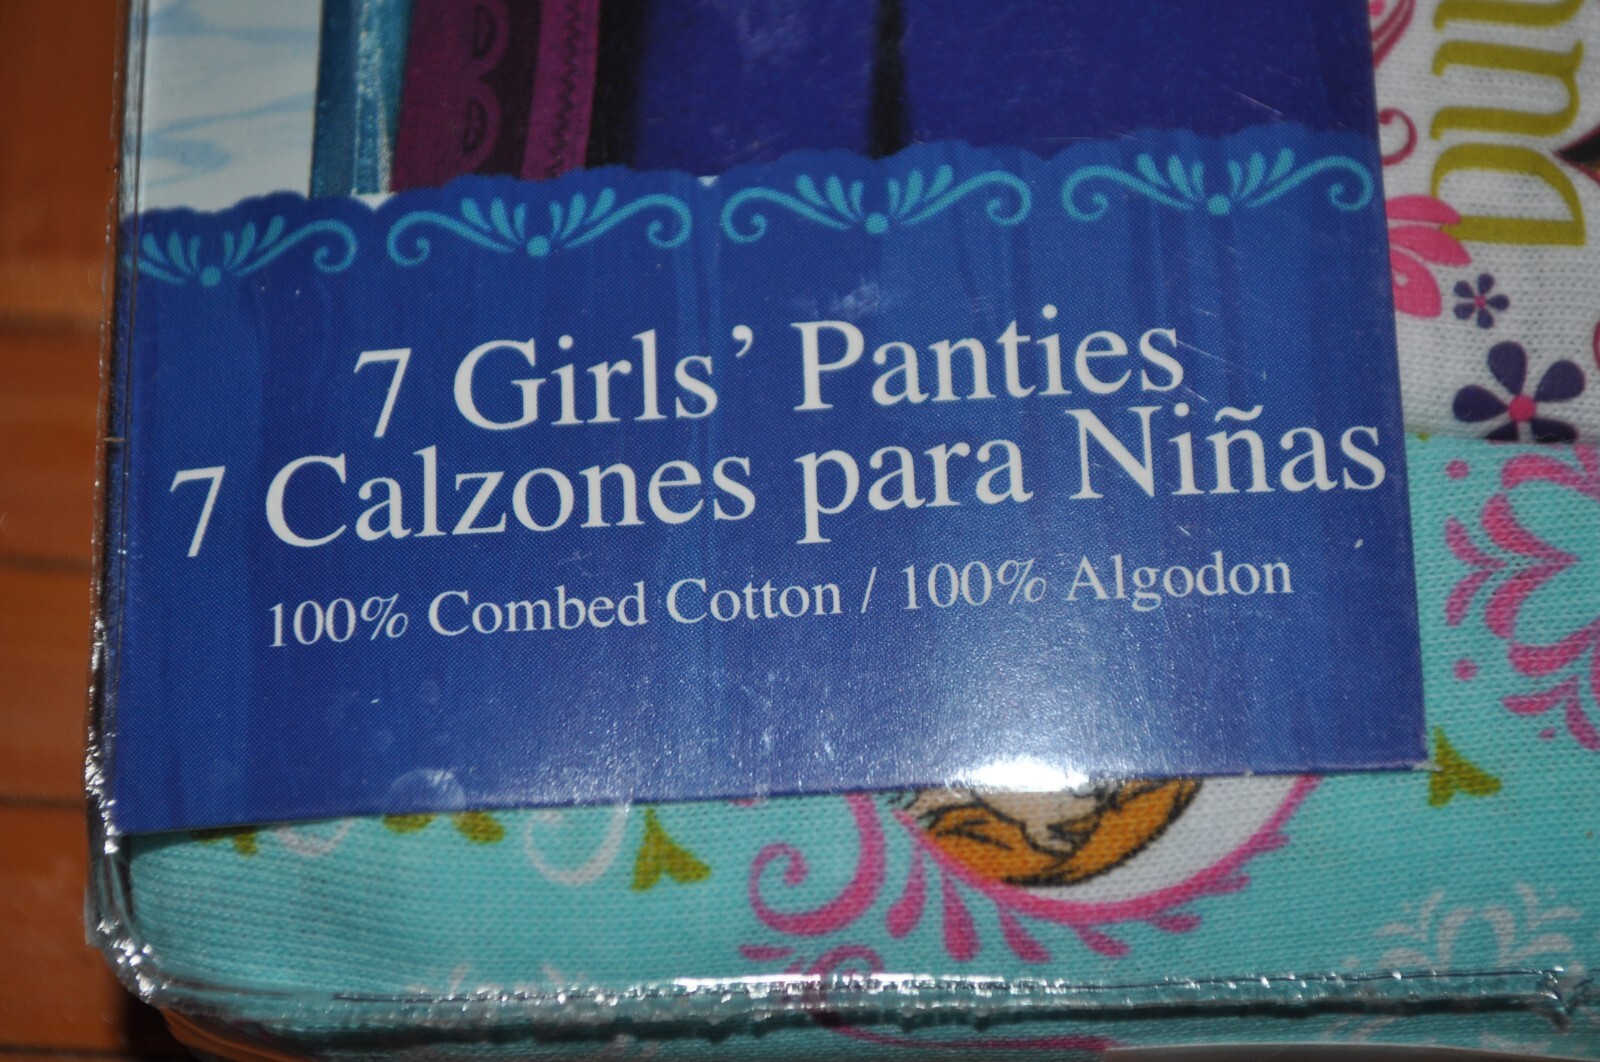 7 Girls’ Panties
7 Calzones para Niñas
100% Combed Cotton / 100% Algodon